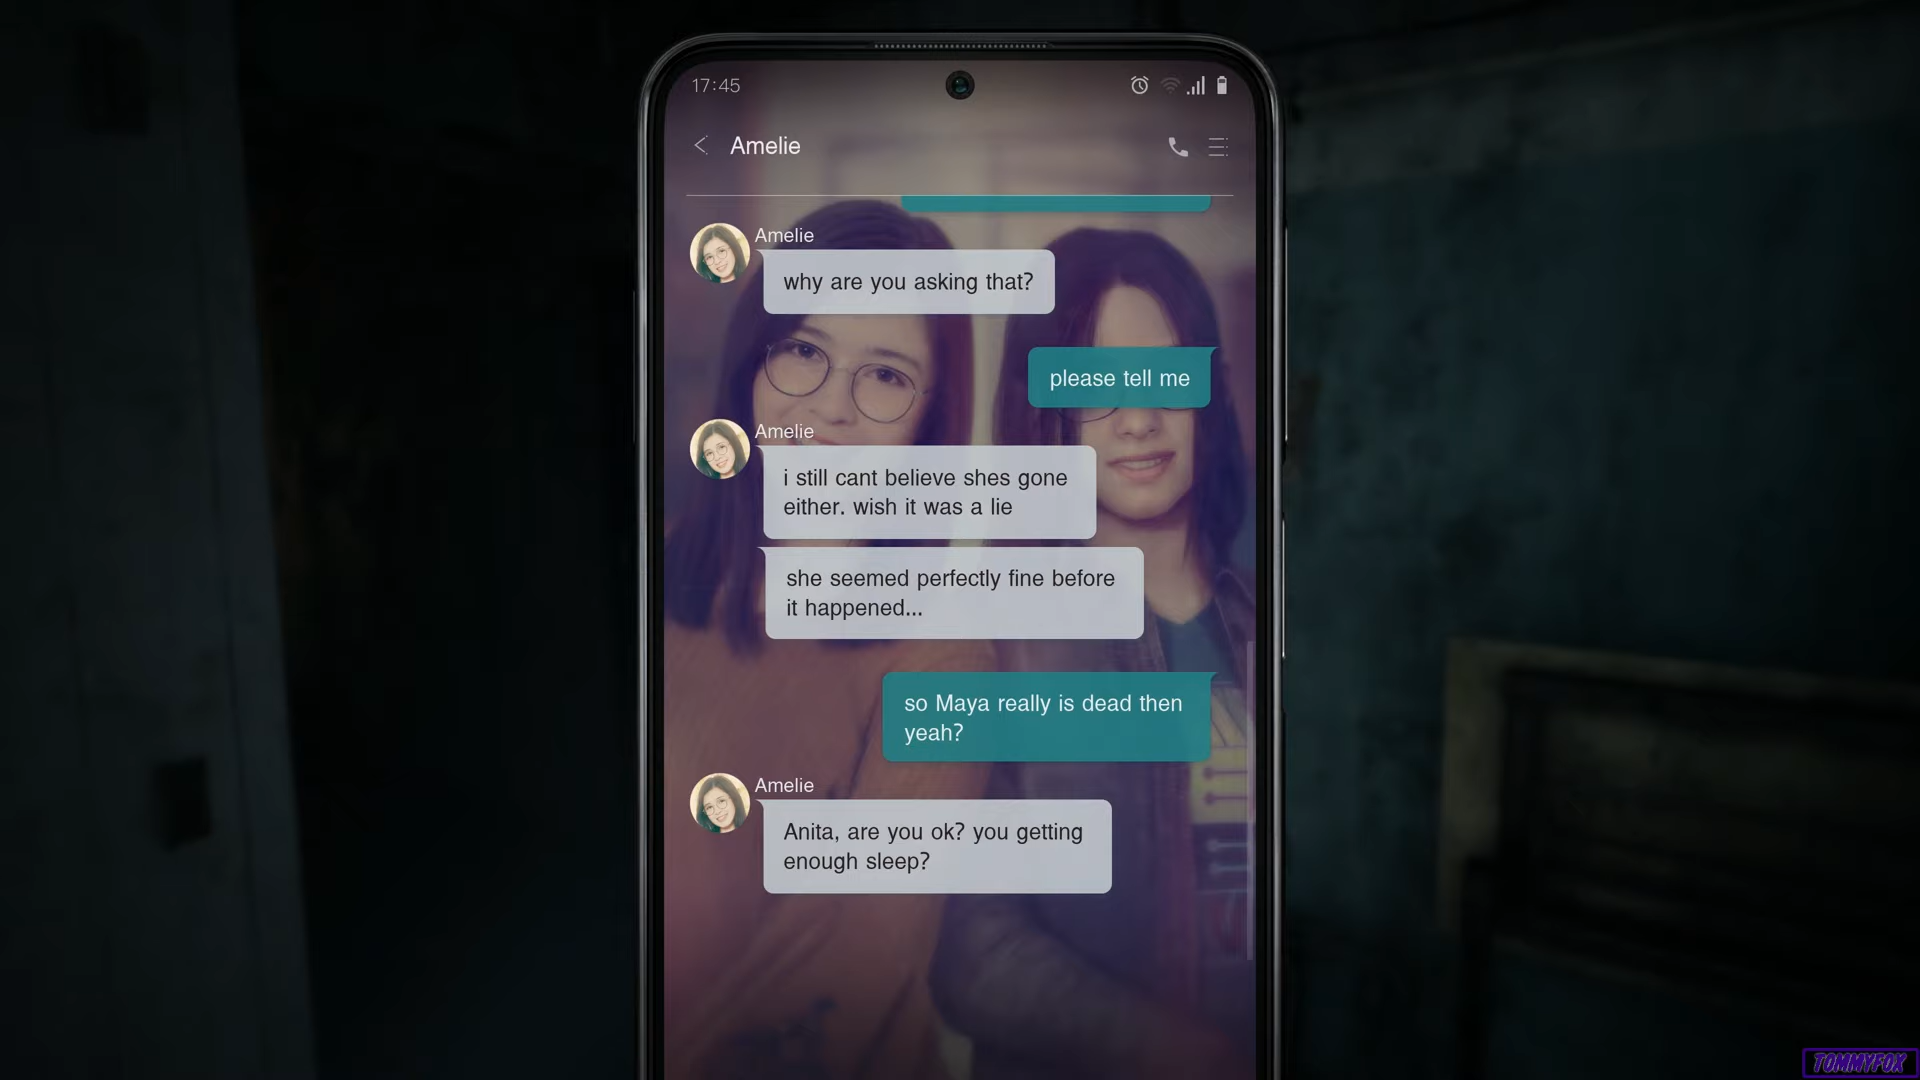 17:45
Amelie
Amelie
why are you asking that?
please tell me
Amelie
i still cant believe shes gone
either. wish it was a lie
she seemed perfectly fine before
it happened...
so Maya really is dead then
yeah?
Amelie
Anita, are you ok? you getting
enough sleep?
TOMMYFOX